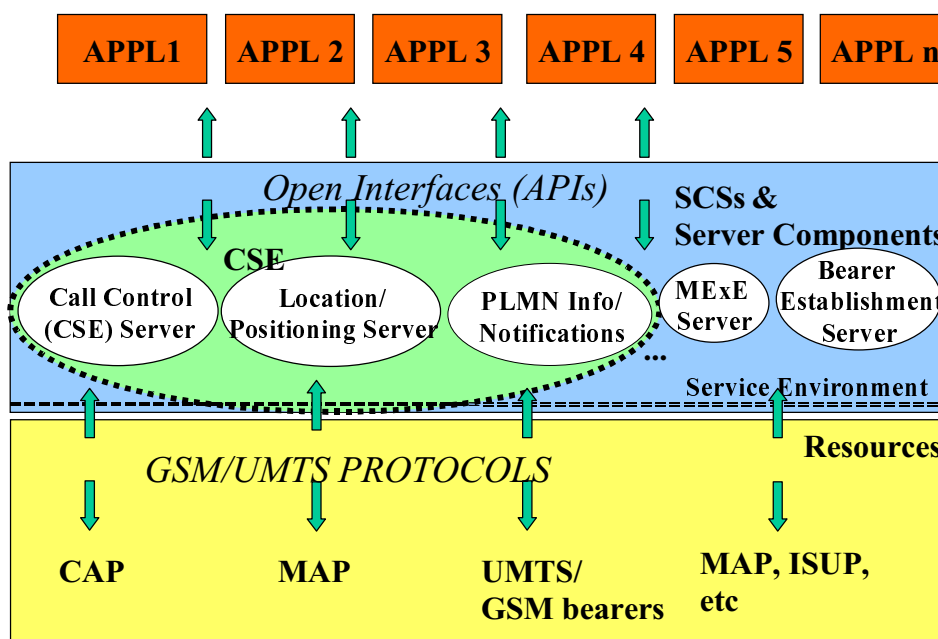 APPL1 APPL 2 APPL 3 APPL 4 APPL 5 APPL n
Open Interfaces (APIs)
SCSs &
Server Components
CSE
Call Control
(CSE) Server
Location/
Positioning Server
PLMN Info/
Notifications
...
MExE
Server
Bearer
Establishment
Server
Service Environment
Resources
GSM/UMTS PROTOCOLS
CAP
MAP
UMTS/
GSM bearers
MAP, ISUP,
etc